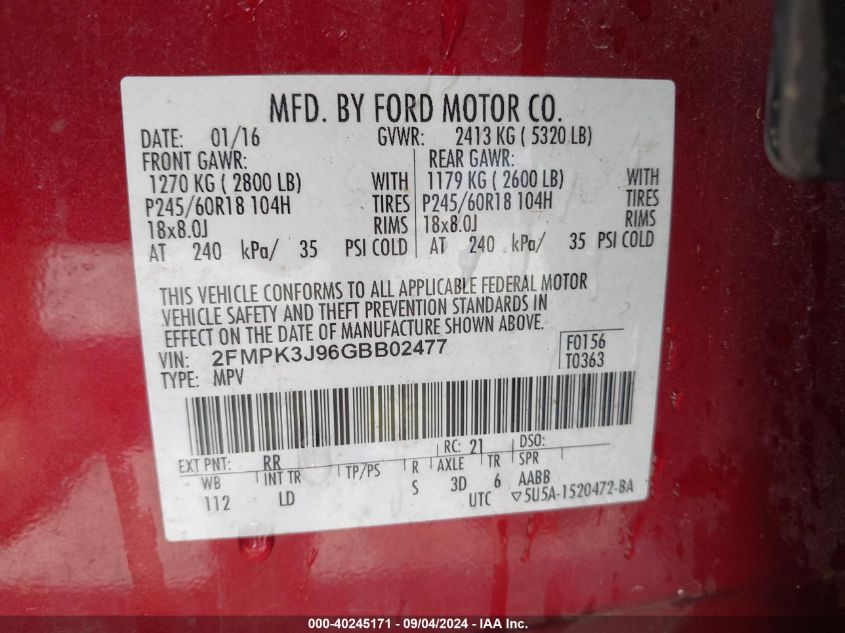 MFD. BY FORD MOTOR CO.
DATE: 01/16 GVWR: 2413 KG ( 5320 LB)
FRONT GAWR: REAR GAWR:
1270 KG ( 2800 LB) WITH 1179 KG ( 2600 LB) WITH
P245/60R18 104H TIRES P245/60R18 104H TIRES
18x8.0J RIMS 18x8.0J RIMS
AT 240 kPa/ 35 PSI COLD AT 240 kPa/ 35 PSI COLD
THIS VEHICLE CONFORMS TO ALL APPLICABLE FEDERAL MOTOR
VEHICLE SAFETY AND THEFT PREVENTION STANDARDS IN
EFFECT ON THE DATE OF MANUFACTURE SHOWN ABOVE.
VIN: 2FMPK3J96GBB02477 F0156
TYPE: MPV T0363
EXT PNT: RR RC: 21 DSO:
WB INT TR TP/PS R AXLE TR SPR
112 LD S 3D 6 AABB
UTC ▽5U5A-1520472-BA
000-40245171 - 09/04/2024 - IAA Inc.